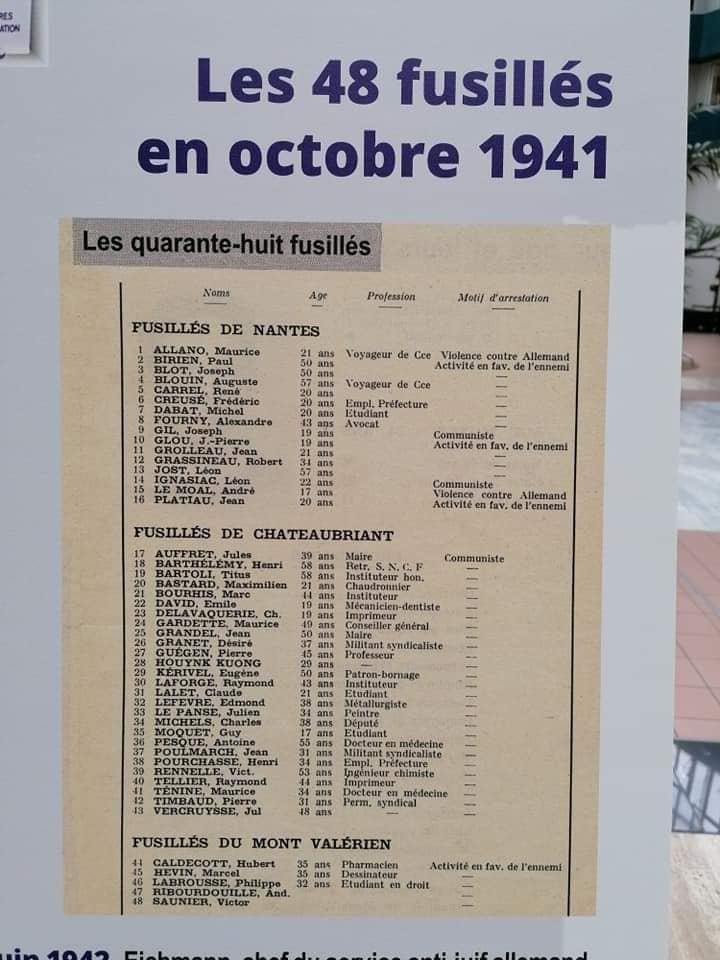 RES
ATION
Les 48 fusillés
en octobre 1941
Les quarante-huit fusillés
Noms Age Profession Motif d'arrestation
FUSILLÉS DE NANTES
1 ALLANO, Maurice 21 ans Voyageur de Cce Violence contre Allemand
2 BIRIEN, Paul 50 ans Activité en fav. de l'ennemi
3 BLOT, Joseph 50 ans —
4 BLOUIN, Auguste 57 ans Voyageur de Cce —
5 CARREL, René 20 ans —
6 CREUSÉ, Frédéric 20 ans Empl. Préfecture —
7 DABAT, Michel 20 ans Etudiant —
8 FOURNY, Alexandre 43 ans Avocat —
9 GIL, Joseph 19 ans Communiste
10 GLOU, J.-Pierre 19 ans Activité en fav. de l'ennemi
11 GROLLEAU, Jean 21 ans —
12 GRASSINEAU, Robert 34 ans —
13 JOST, Léon 57 ans —
14 IGNASIAC, Léon 22 ans Communiste
15 LE MOAL, André 17 ans Violence contre Allemand
16 PLATIAU, Jean 20 ans Activité en fav. de l'ennemi
FUSILLÉS DE CHATEAUBRIANT
17 AUFFRET, Jules 39 ans Maire Communiste
18 BARTHÉLÉMY, Henri 58 ans Retr. S. N. C. F —
19 BARTOLI, Titus 58 ans Instituteur hon. —
20 BASTARD, Maximilien 21 ans Chaudronnier —
21 BOURHIS, Marc 44 ans Instituteur —
22 DAVID, Emile 19 ans Mécanicien-dentiste —
23 DELAVAQUERIE, Ch. 19 ans Imprimeur —
24 GARDETTE, Maurice 49 ans Conseiller général —
25 GRANDEL, Jean 50 ans Maire —
26 GRANET, Désiré 37 ans Militant syndicaliste —
27 GUÉGEN, Pierre 45 ans Professeur —
28 HOUYNK KUONG 29 ans — —
29 KÉRIVEL, Eugène 50 ans Patron-bornage —
30 LAFORGE, Raymond 43 ans Instituteur —
31 LALET, Claude 21 ans Etudiant —
32 LEFEVRE, Edmond 38 ans Métallurgiste —
33 LE PANSE, Julien 34 ans Peintre —
34 MICHELS, Charles 38 ans Député —
35 MOQUET, Guy 17 ans Etudiant —
36 PESQUE, Antoine 55 ans Docteur en médecine —
37 POULMARCH, Jean 31 ans Militant syndicaliste —
38 POURCHASSE, Henri 34 ans Empl. Préfecture —
39 RENNELLE, Vict. 53 ans Ingénieur chimiste —
40 TELLIER, Raymond 44 ans Imprimeur —
41 TÉNINE, Maurice 34 ans Docteur en médecine —
42 TIMBAUD, Pierre 31 ans Perm. syndical —
43 VERCRUYSSE, Jul 48 ans — —
FUSILLÉS DU MONT VALÉRIEN
44 CALDECOTT, Hubert 35 ans Pharmacien Activité en fav. de l'ennemi
45 HEVIN, Marcel 35 ans Dessinateur —
46 LABROUSSE, Philippe 32 ans Etudiant en droit —
47 RIBOURDOUILLE, And. —
48 SAUNIER, Victor —
uin 1942 Eichmann, chef du service anti-juif allemand